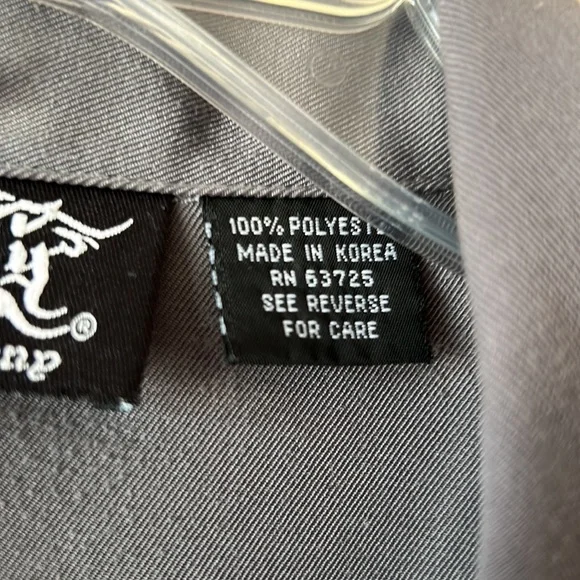 100% POLYESTE
MADE IN KOREA
RN 63725
SEE REVERSE
FOR CARE
®